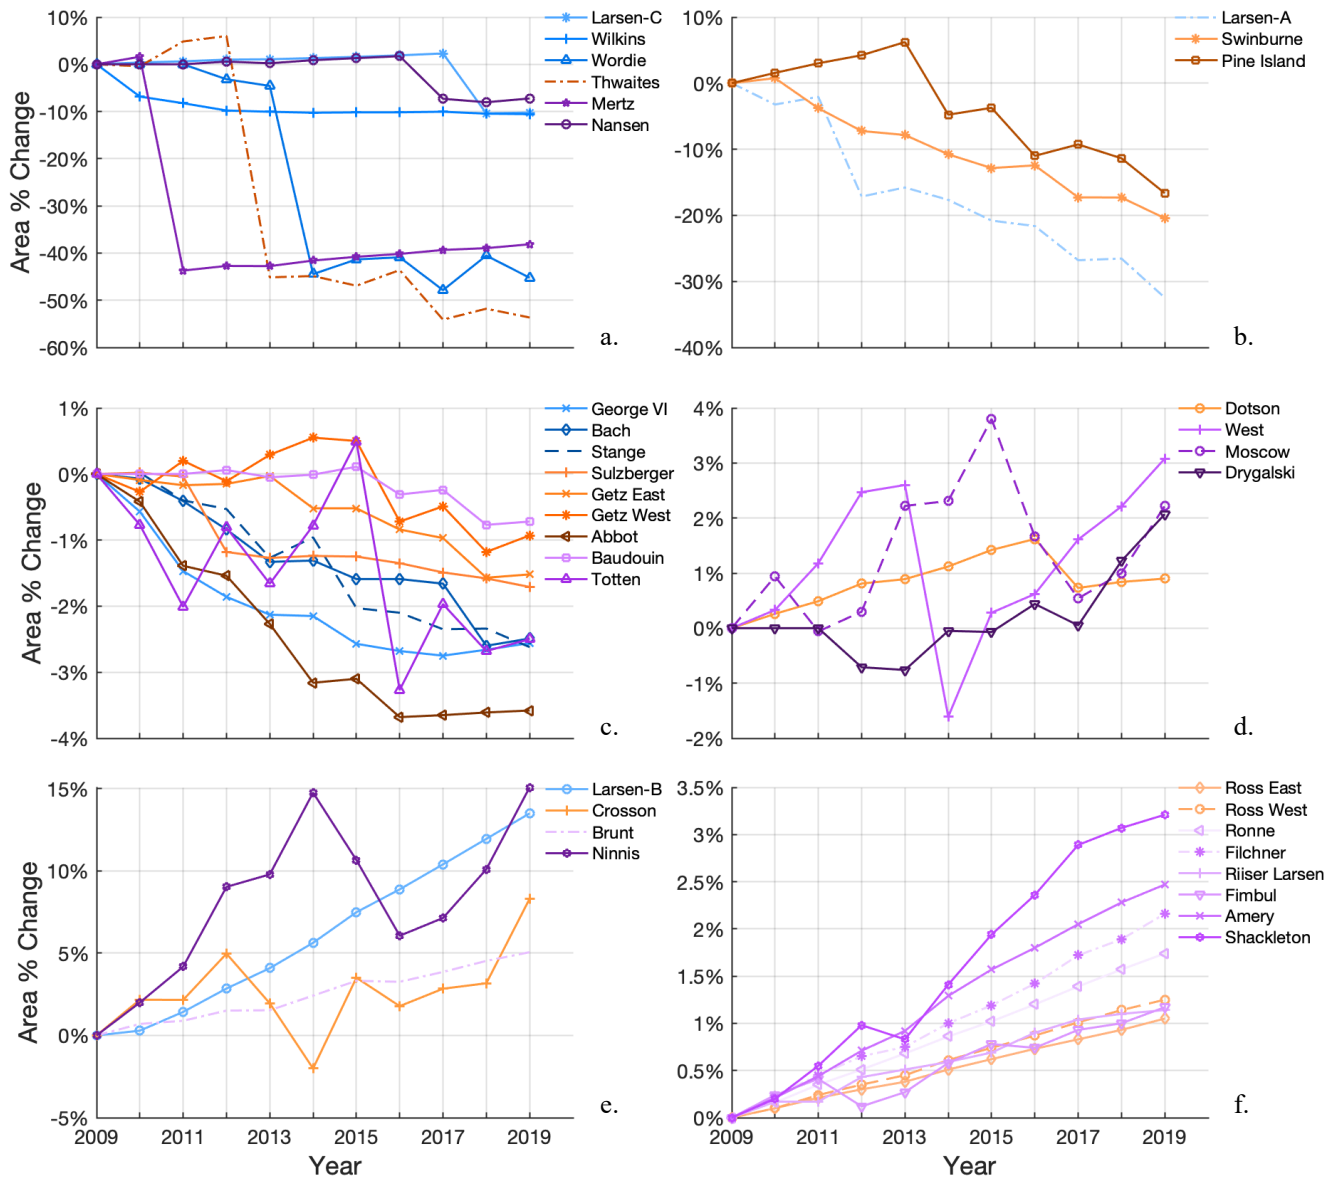 10%
0%
-10%
-20%
-30%
-40%
-50%
-60%
Area % Change
Larsen-C
Wilkins
Wordie
Thwaites
Mertz
Nansen
a.
10%
0%
-10%
-20%
-30%
-40%
Larsen-A
Swinburne
Pine Island
b.
1%
0%
-1%
-2%
-3%
-4%
Area % Change
George VI
Bach
Stange
Sulzberger
Getz East
Getz West
Abbot
Baudouin
Totten
c.
4%
3%
2%
1%
0%
-1%
-2%
Dotson
West
Moscow
Drygalski
d.
15%
10%
5%
0%
-5%
Area % Change
Larsen-B
Crosson
Brunt
Ninnis
e.
2009 2011 2013 2015 2017 2019
Year
3.5%
3%
2.5%
2%
1.5%
1%
0.5%
0%
Ross East
Ross West
Ronne
Filchner
Riiser Larsen
Fimbul
Amery
Shackleton
f.
2009 2011 2013 2015 2017 2019
Year